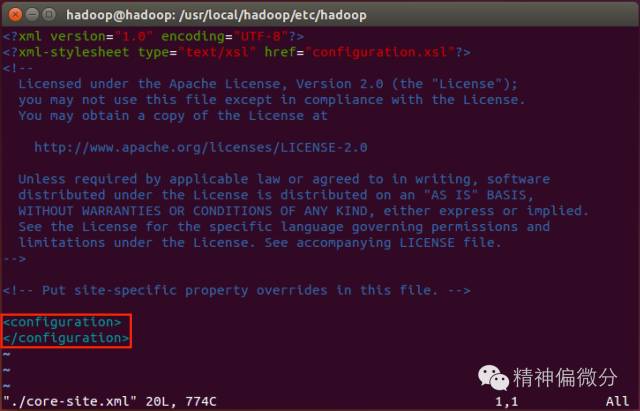 hadoop@hadoop: /usr/local/hadoop/etc/hadoop
<?xml version="1.0" encoding="UTF-8"?>
<?xml-stylesheet type="text/xsl" href="configuration.xsl"?>
<!--
  Licensed under the Apache License, Version 2.0 (the "License");
  you may not use this file except in compliance with the License.
  You may obtain a copy of the License at

    http://www.apache.org/licenses/LICENSE-2.0

  Unless required by applicable law or agreed to in writing, software
  distributed under the License is distributed on an "AS IS" BASIS,
  WITHOUT WARRANTIES OR CONDITIONS OF ANY KIND, either express or implied.
  See the License for the specific language governing permissions and
  limitations under the License. See accompanying LICENSE file.
-->

<!-- Put site-specific property overrides in this file. -->

<configuration>
</configuration>
~
~
~
精神偏微分
"./core-site.xml" 20L, 774C 1,1 All